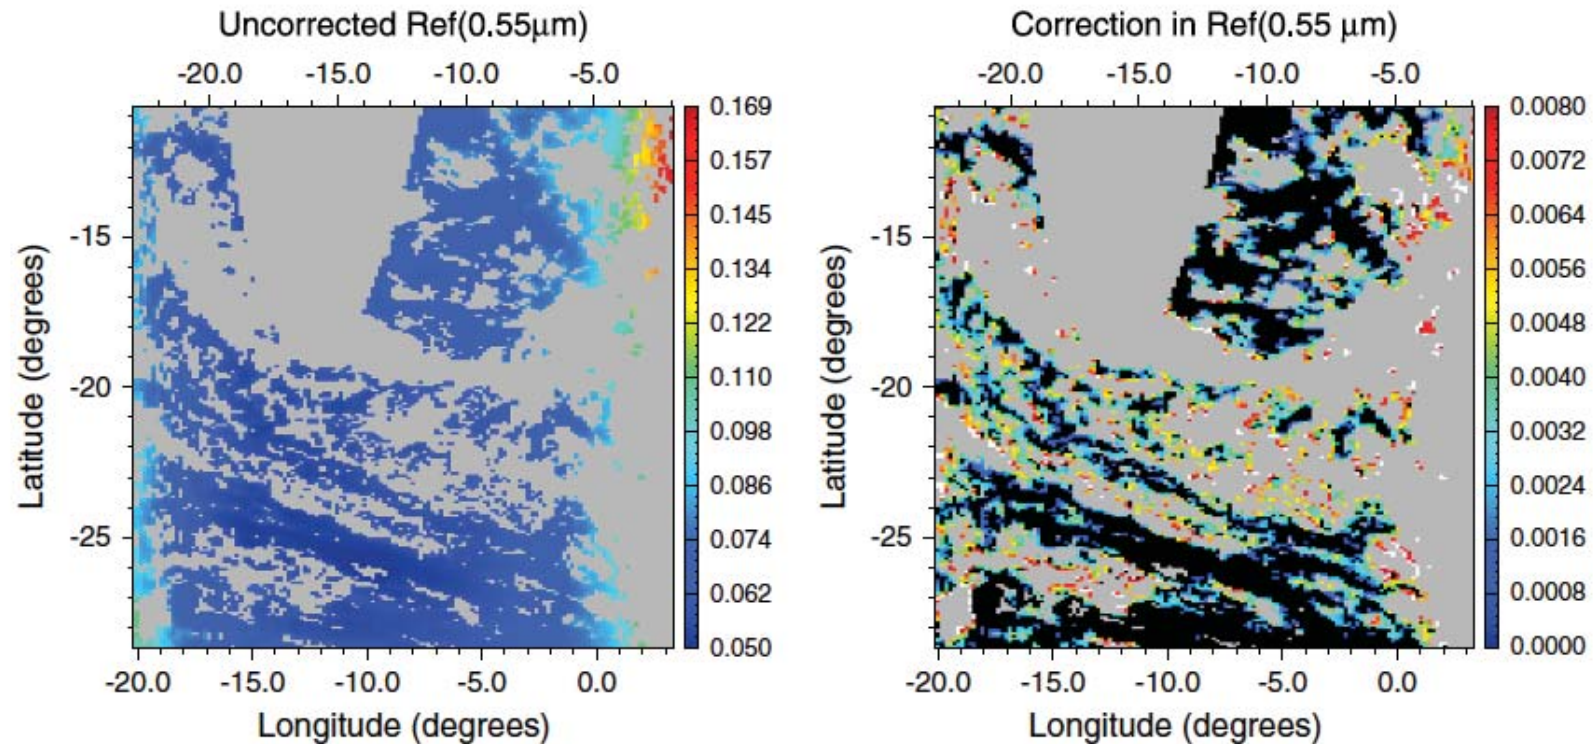 Uncorrected Ref(0.55μm)
-20.0 -15.0 -10.0 -5.0
0.169
0.157
0.145
0.134
0.122
0.110
0.098
0.086
0.074
0.062
0.050
-15
-20
-25
Latitude (degrees)
-20.0 -15.0 -10.0 -5.0 0.0
Longitude (degrees)
Correction in Ref(0.55 μm)
-20.0 -15.0 -10.0 -5.0
0.0080
0.0072
0.0064
0.0056
0.0048
0.0040
0.0032
0.0024
0.0016
0.0008
0.0000
-15
-20
-25
Latitude (degrees)
-20.0 -15.0 -10.0 -5.0 0.0
Longitude (degrees)